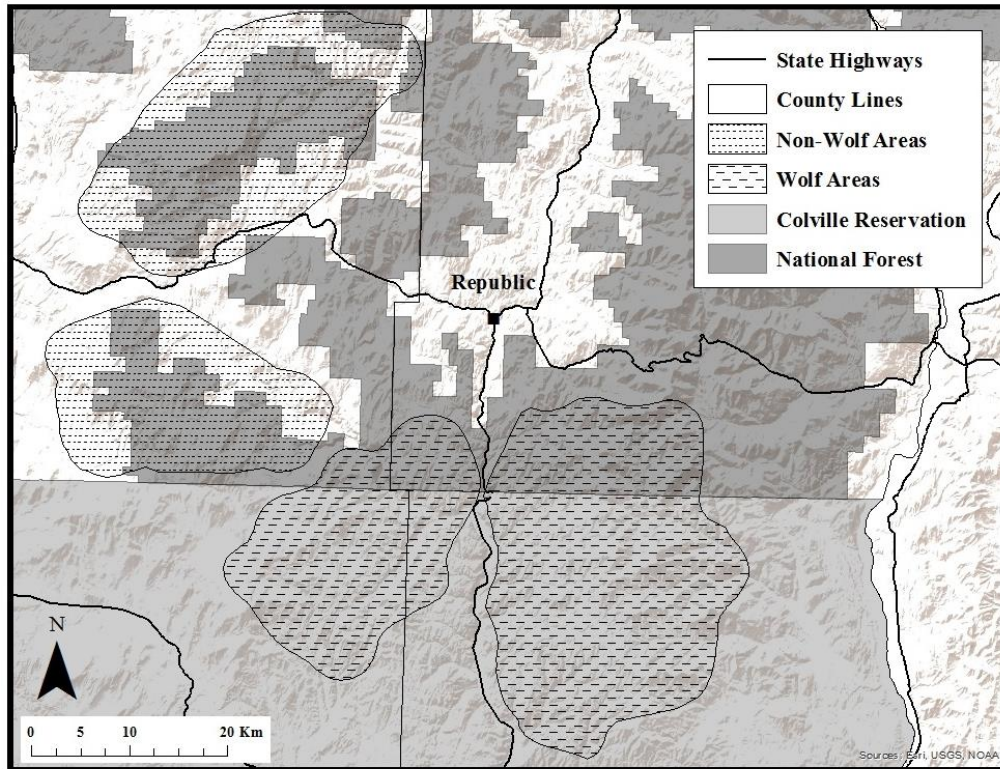 State Highways
County Lines
Non-Wolf Areas
Wolf Areas
Colville Reservation
National Forest
Republic
N
0 5 10 20 Km
Sources: Esri, USGS, NOAA